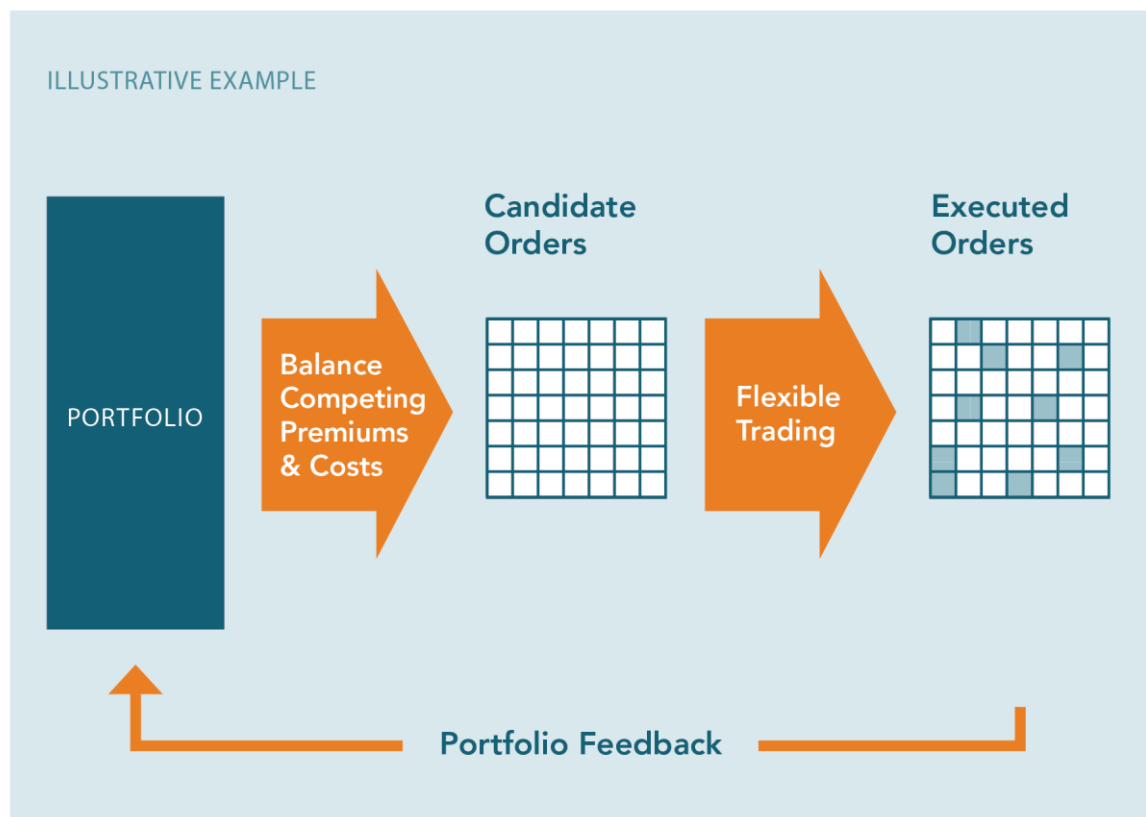 ILLUSTRATIVE EXAMPLE
PORTFOLIO
Balance
Competing
Premiums
& Costs
Candidate
Orders
Flexible
Trading
Executed
Orders
Portfolio Feedback